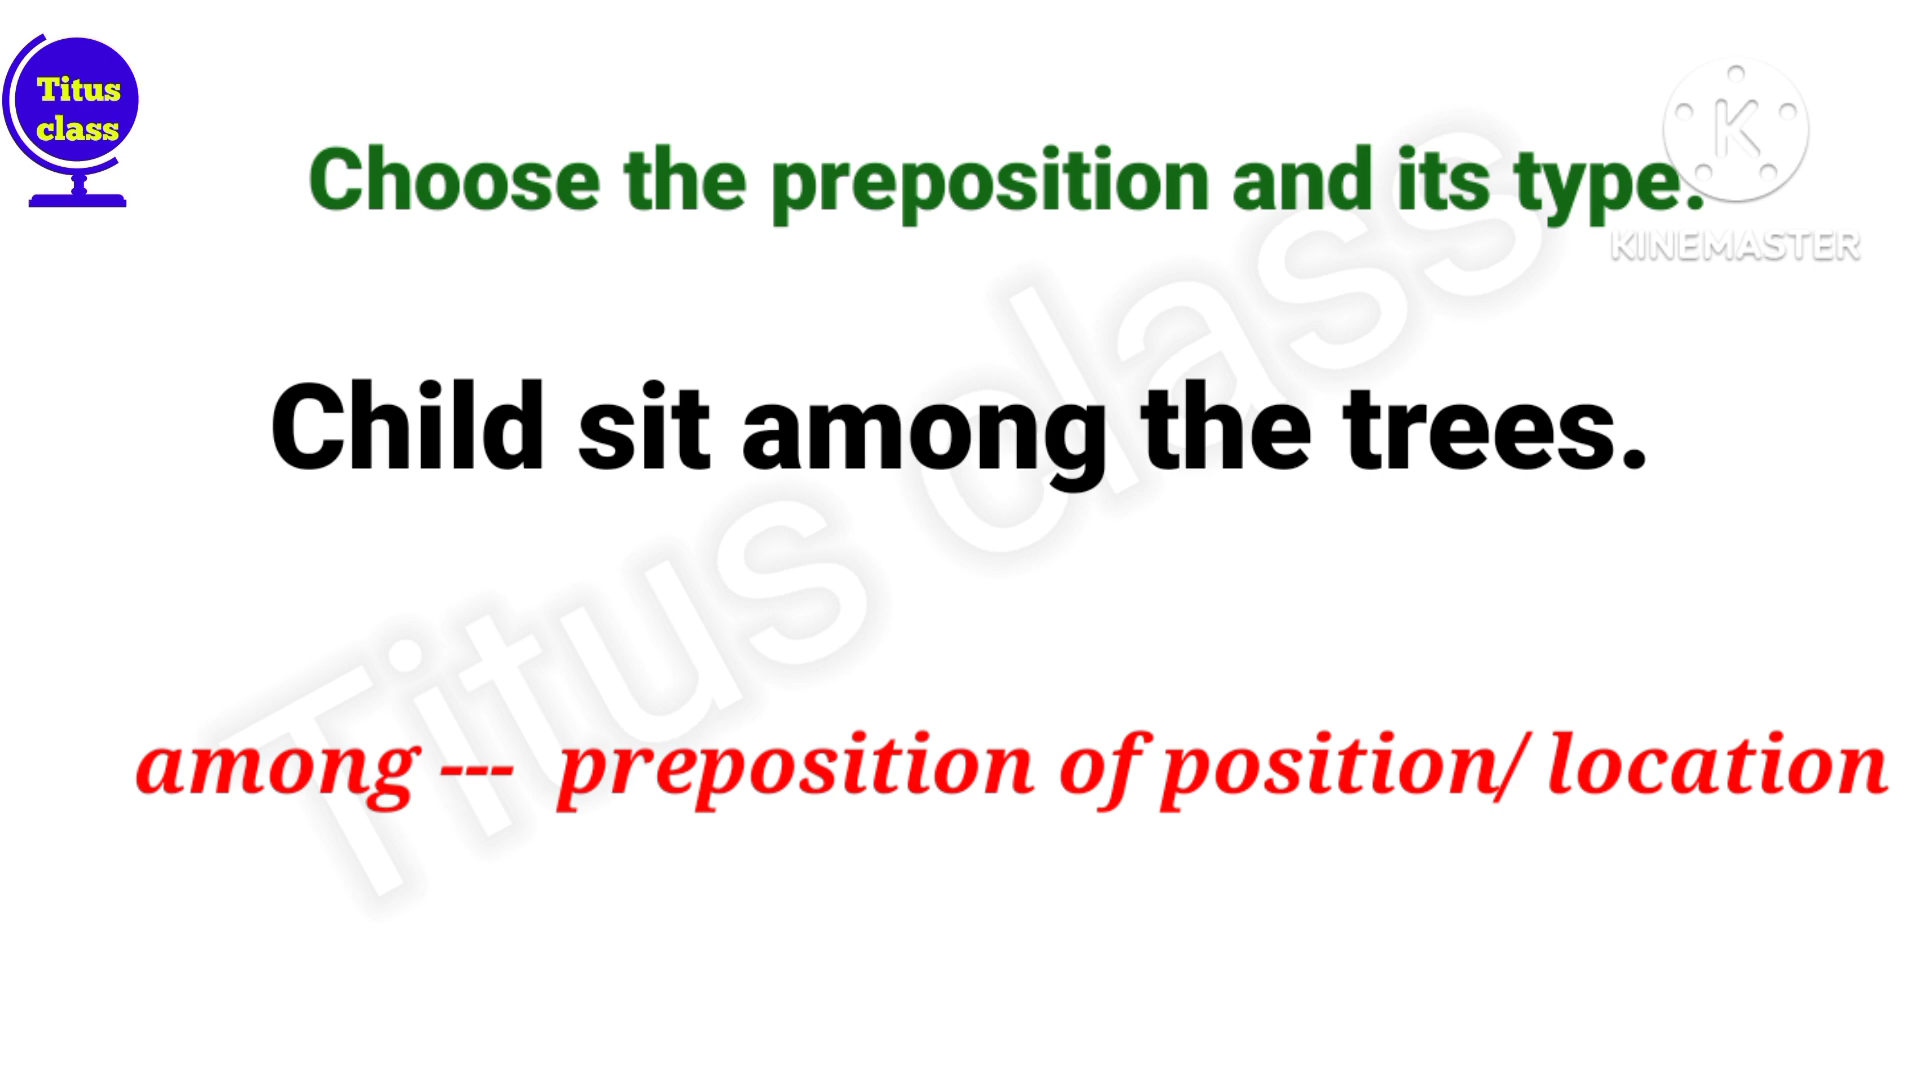 Titus
class
Choose the preposition and its type.
K
KINEMASTER
Child sit among the trees.
Titus class
among --- preposition of position/ location